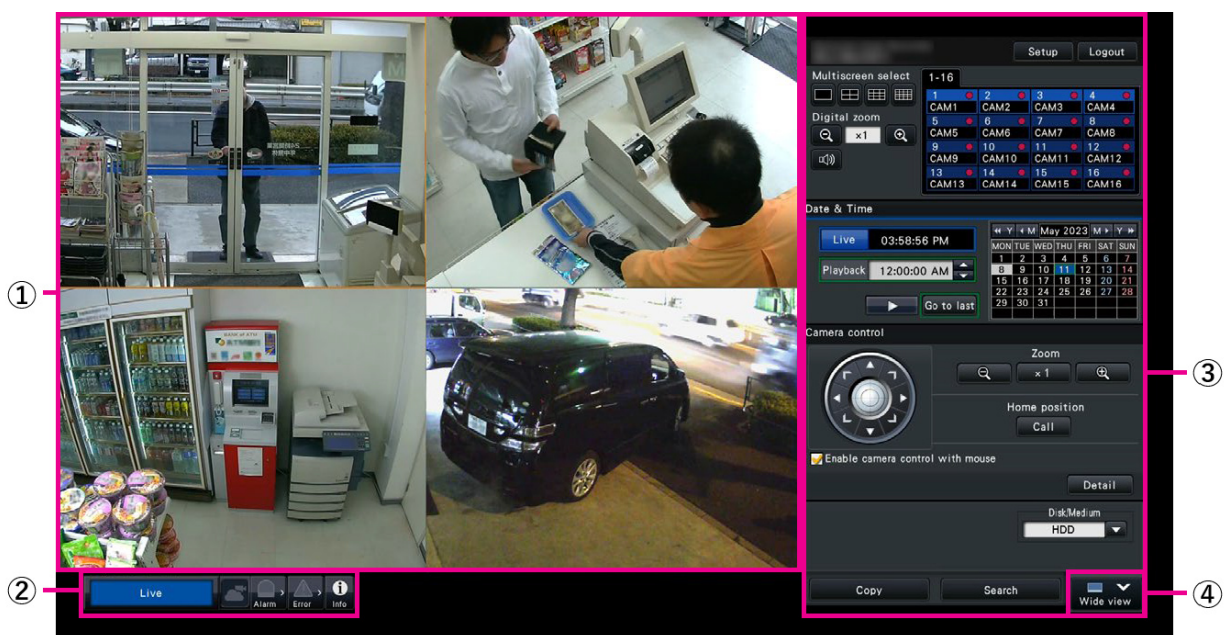 ①
②
③
④
Setup Logout
Multiscreen select 1-16
1 2 3 4
CAM1 CAM2 CAM3 CAM4
Digital zoom
5 6 7 8
x1
CAM5 CAM6 CAM7 CAM8
9 10 11 12
CAM9 CAM10 CAM11 CAM12
13 14 15 16
CAM13 CAM14 CAM15 CAM16
Date & Time
Live 03:58:56 PM
Playback 12:00:00 AM
Go to last
Y M May 2023 M Y
MON TUE WED THU FRI SAT SUN
1 2 3 4 5 6 7
8 9 10 11 12 13 14
15 16 17 18 19 20 21
22 23 24 25 26 27 28
29 30 31
Camera control
Zoom
x1
Home position
Call
Enable camera control with mouse
Detail
Disk/Medium
HDD
Copy Search Wide view
Live Alarm Error Info